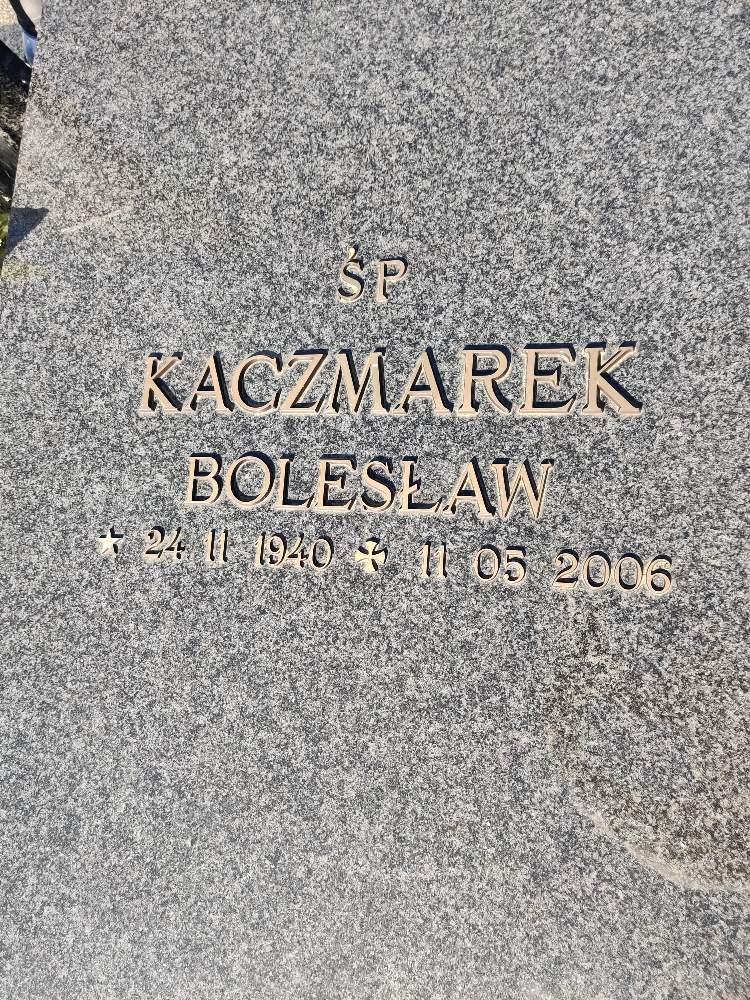 ŚP
KACZMAREK
BOLESŁAW
★ 24 11 1940 ✠ 11 05 2006